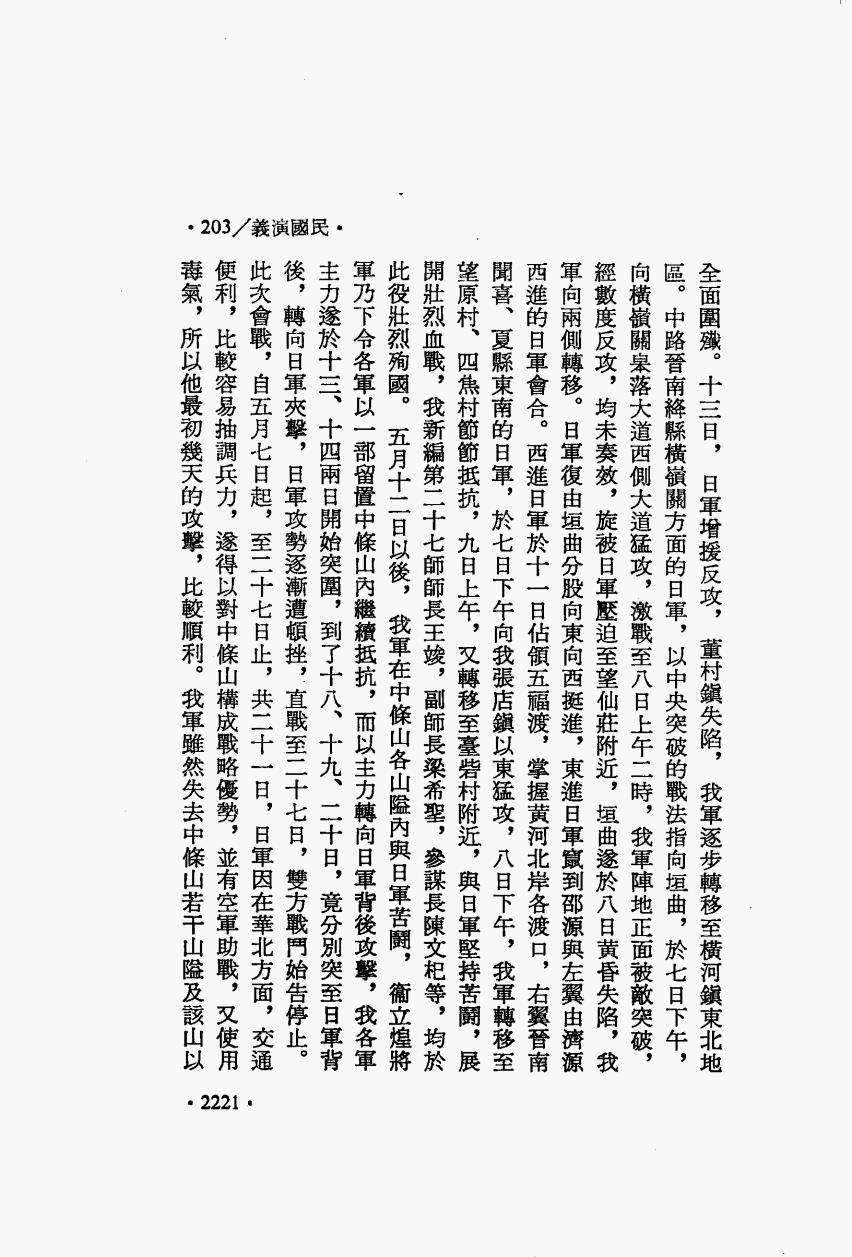 ·203/義演國民·
全面圍殲。十三日，日軍增援反攻，董村鎮失陷，我軍逐步轉移至橫河鎮東北地
區。中路晉南絳縣橫嶺關方面的日軍，以中央突破的戰法指向垣曲，於七日下午，
向橫嶺關皋落大道西側大道猛攻，激戰至八日上午二時，我軍陣地正面被敵突破，
經數度反攻，均未奏效，旋被日軍壓迫至望仙莊附近，垣曲遂於八日黃昏失陷，我
軍向兩側轉移。日軍復由垣曲分股向東向西挺進，東進日軍竄到邵源與左翼由濟源
西進的日軍會合。西進日軍於十一日佔領五福渡，掌握黃河北岸各渡口，右翼晉南
聞喜、夏縣東南的日軍，於七日下午向我張店鎮以東猛攻，八日下午，我軍轉移至
望原村、四焦村節節抵抗，九日上午，又轉移至臺砦村附近，與日軍堅持苦鬪，展
開壯烈血戰，我新編第二十七師師長王竣，副師長梁希聖，參謀長陳文杞等，均於
此役壯烈殉國。五月十二日以後，我軍在中條山各山隘內與日軍苦鬪，衞立煌將
軍乃下令各軍以一部留置中條山內繼續抵抗，而以主力轉向日軍背後攻擊，我各軍
主力遂於十三、十四兩日開始突圍，到了十八、十九、二十日，竟分別突至日軍背
後，轉向日軍夾擊，日軍攻勢逐漸遭頓挫，直戰至二十七日，雙方戰鬥始告停止。
此次會戰，自五月七日起，至二十七日止，共二十一日，日軍因在華北方面，交通
便利，比較容易抽調兵力，遂得以對中條山構成戰略優勢，並有空軍助戰，又使用
毒氣，所以他最初幾天的攻擊，比較順利。我軍雖然失去中條山若干山隘及該山以
·2221·